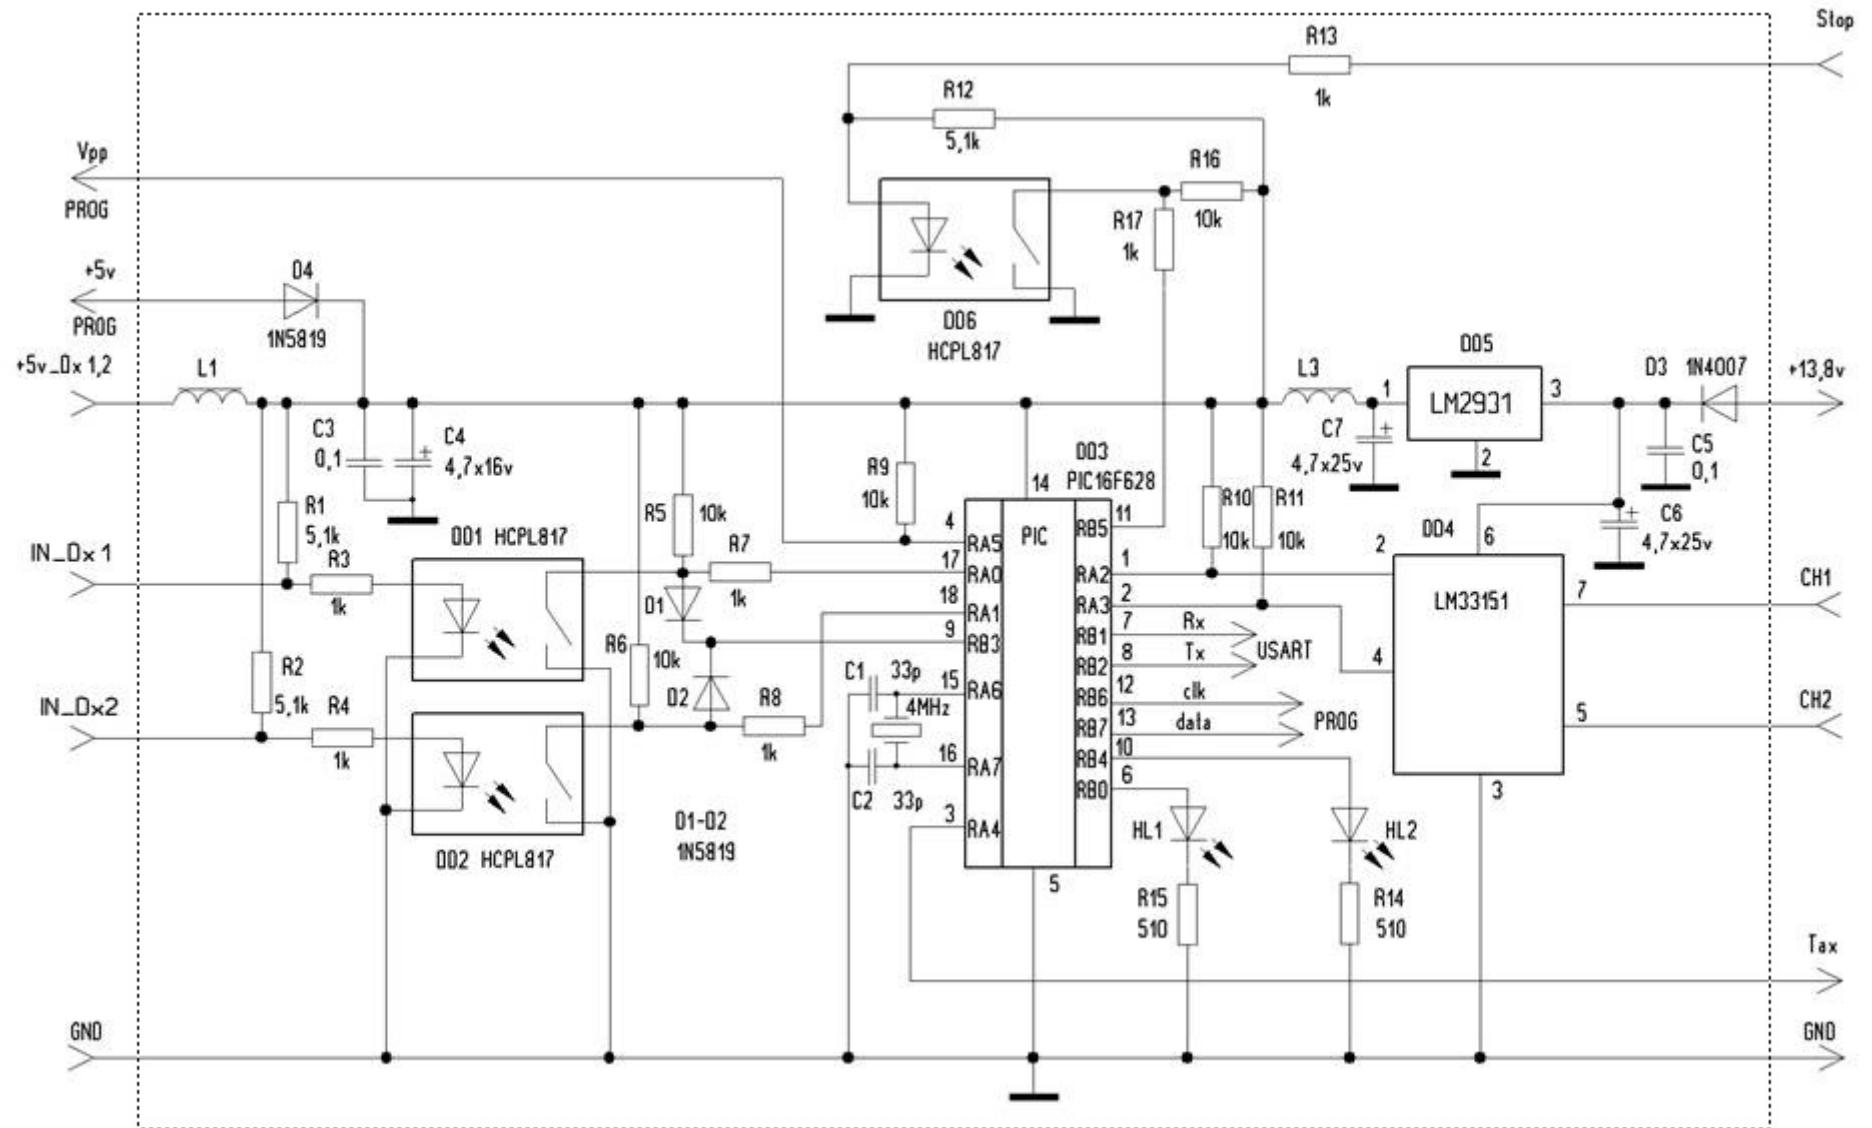 Stop
R13
1k
R12
5,1k
Vpp
PROG
R16
10k
R17
1k
+5v
PROG
D4
1N5819
DD6
HCPL817
+5v_Dx 1,2
L1
L3
DD5
1
LM2931
3
2
D3 1N4007
+13,8v
C3
0,1
C4
+
4,7x16v
C7
+
4,7x25v
C5
0,1
R1
5,1k
R5
10k
R9
10k
DD3
PIC16F628
14
R10
10k
R11
10k
DD4
6
+
C6
4,7x25v
IN_Dx 1
R3
1k
DD1 HCPL817
R7
1k
D1
R6
10k
D2
R8
1k
C1
33p
4MHz
C2
33p
PIC
4
RA5
17
RA0
18
RA1
9
RB3
15
RA6
16
RA7
3
RA4
5
11
RB5
1
RA2
2
RA3
7
RB1
Rx
8
RB2
Tx
USART
12
RB6
clk
13
RB7
data
PROG
10
RB4
6
RB0
2
4
LM33151
7
CH1
5
CH2
3
IN_Dx2
R2
5,1k
R4
1k
DD2 HCPL817
D1-D2
1N5819
HL1
R15
510
HL2
R14
510
Tax
GND
GND